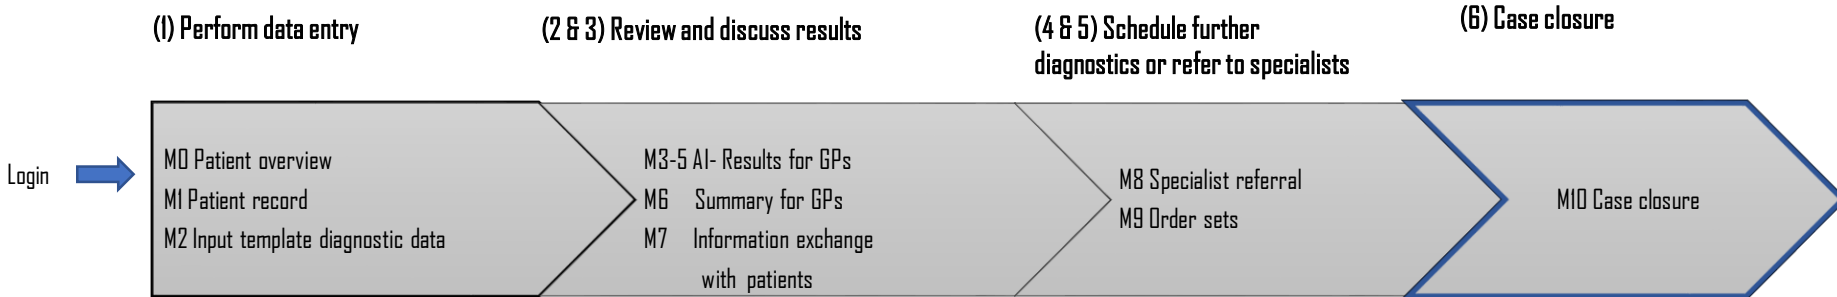 (1) Perform data entry
(2 & 3) Review and discuss results
(4 & 5) Schedule further
diagnostics or refer to specialists
(6) Case closure
Login
M0 Patient overview
M1 Patient record
M2 Input template diagnostic data
M3-5 AI- Results for GPs
M6 Summary for GPs
M7 Information exchange
with patients
M8 Specialist referral
M9 Order sets
M10 Case closure